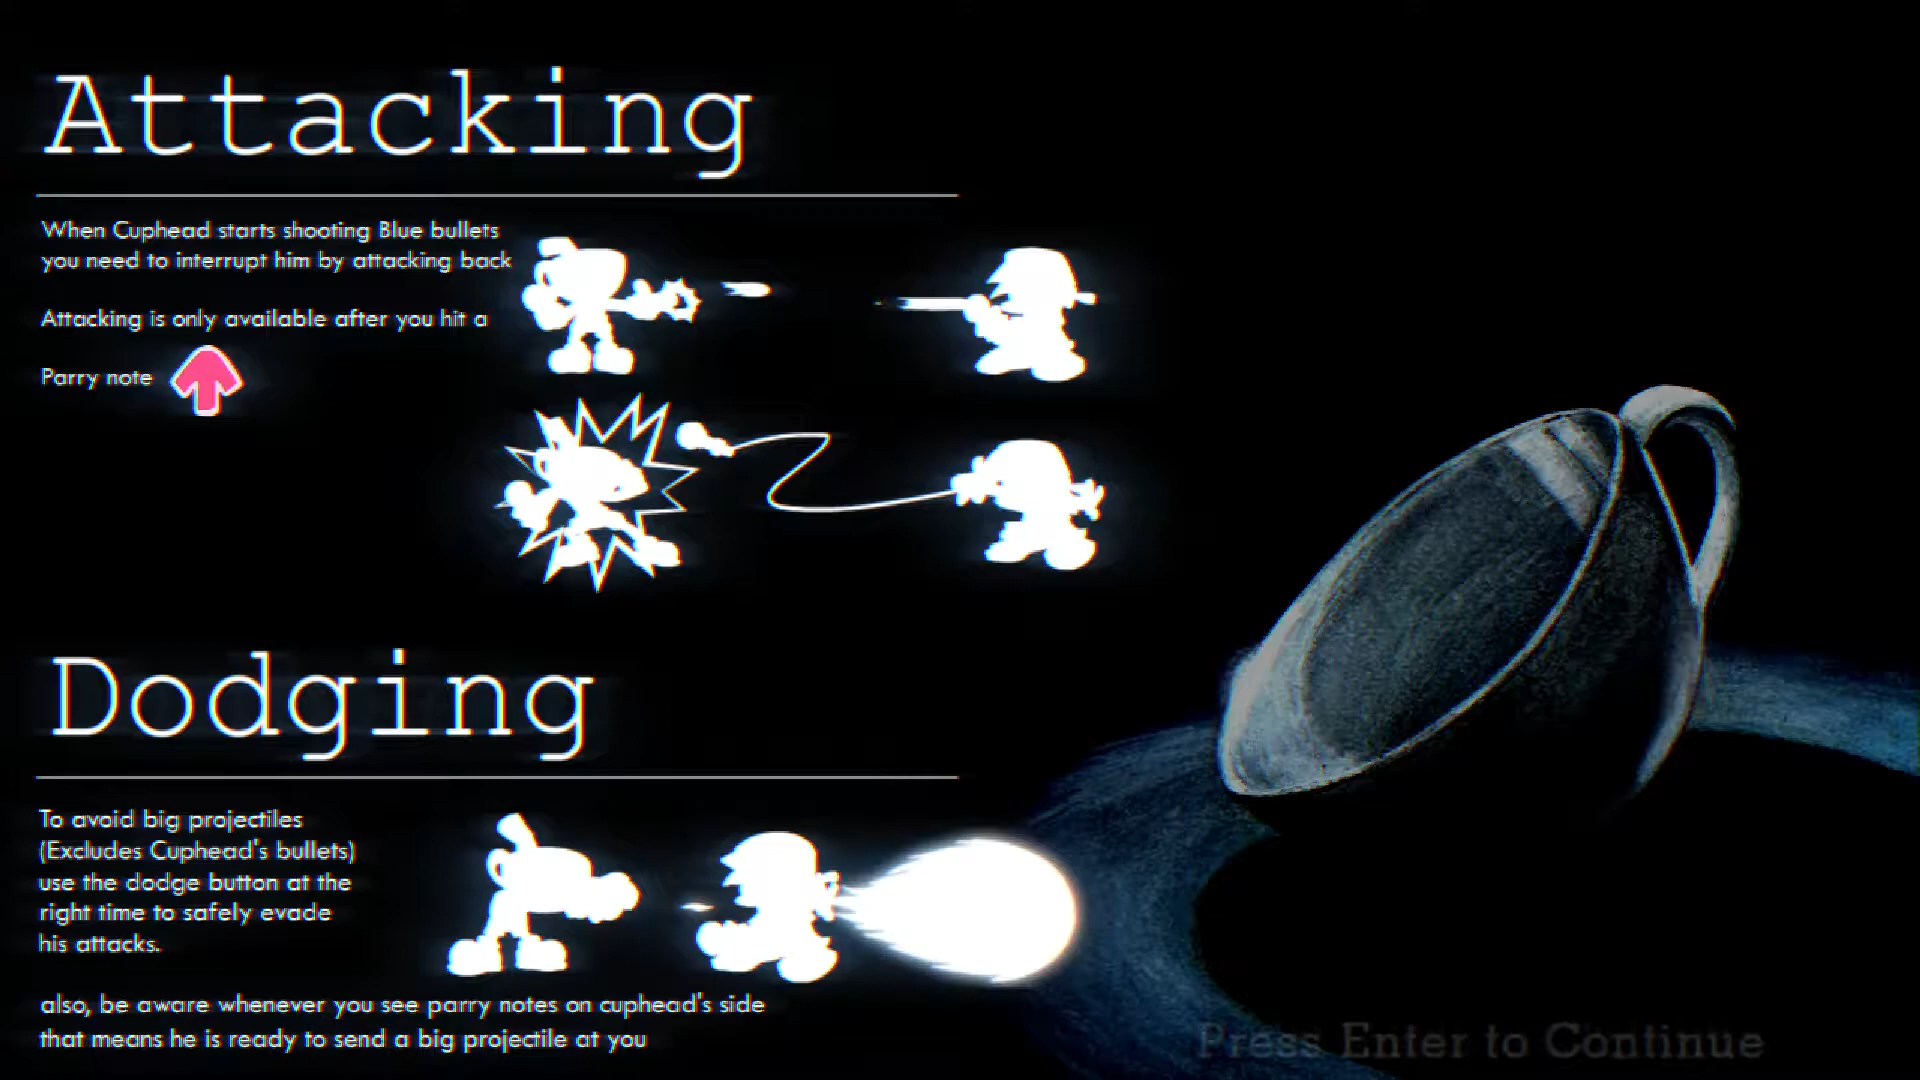 Attacking
When Cuphead starts shooting Blue bullets
you need to interrupt him by attacking back
Attacking is only available after you hit a
Parry note
Dodging
To avoid big projectiles
(Excludes Cuphead's bullets)
use the dodge button at the
right time to safely evade
his attacks.
also, be aware whenever you see parry notes on cuphead's side
that means he is ready to send a big projectile at you
Press Enter to Continue